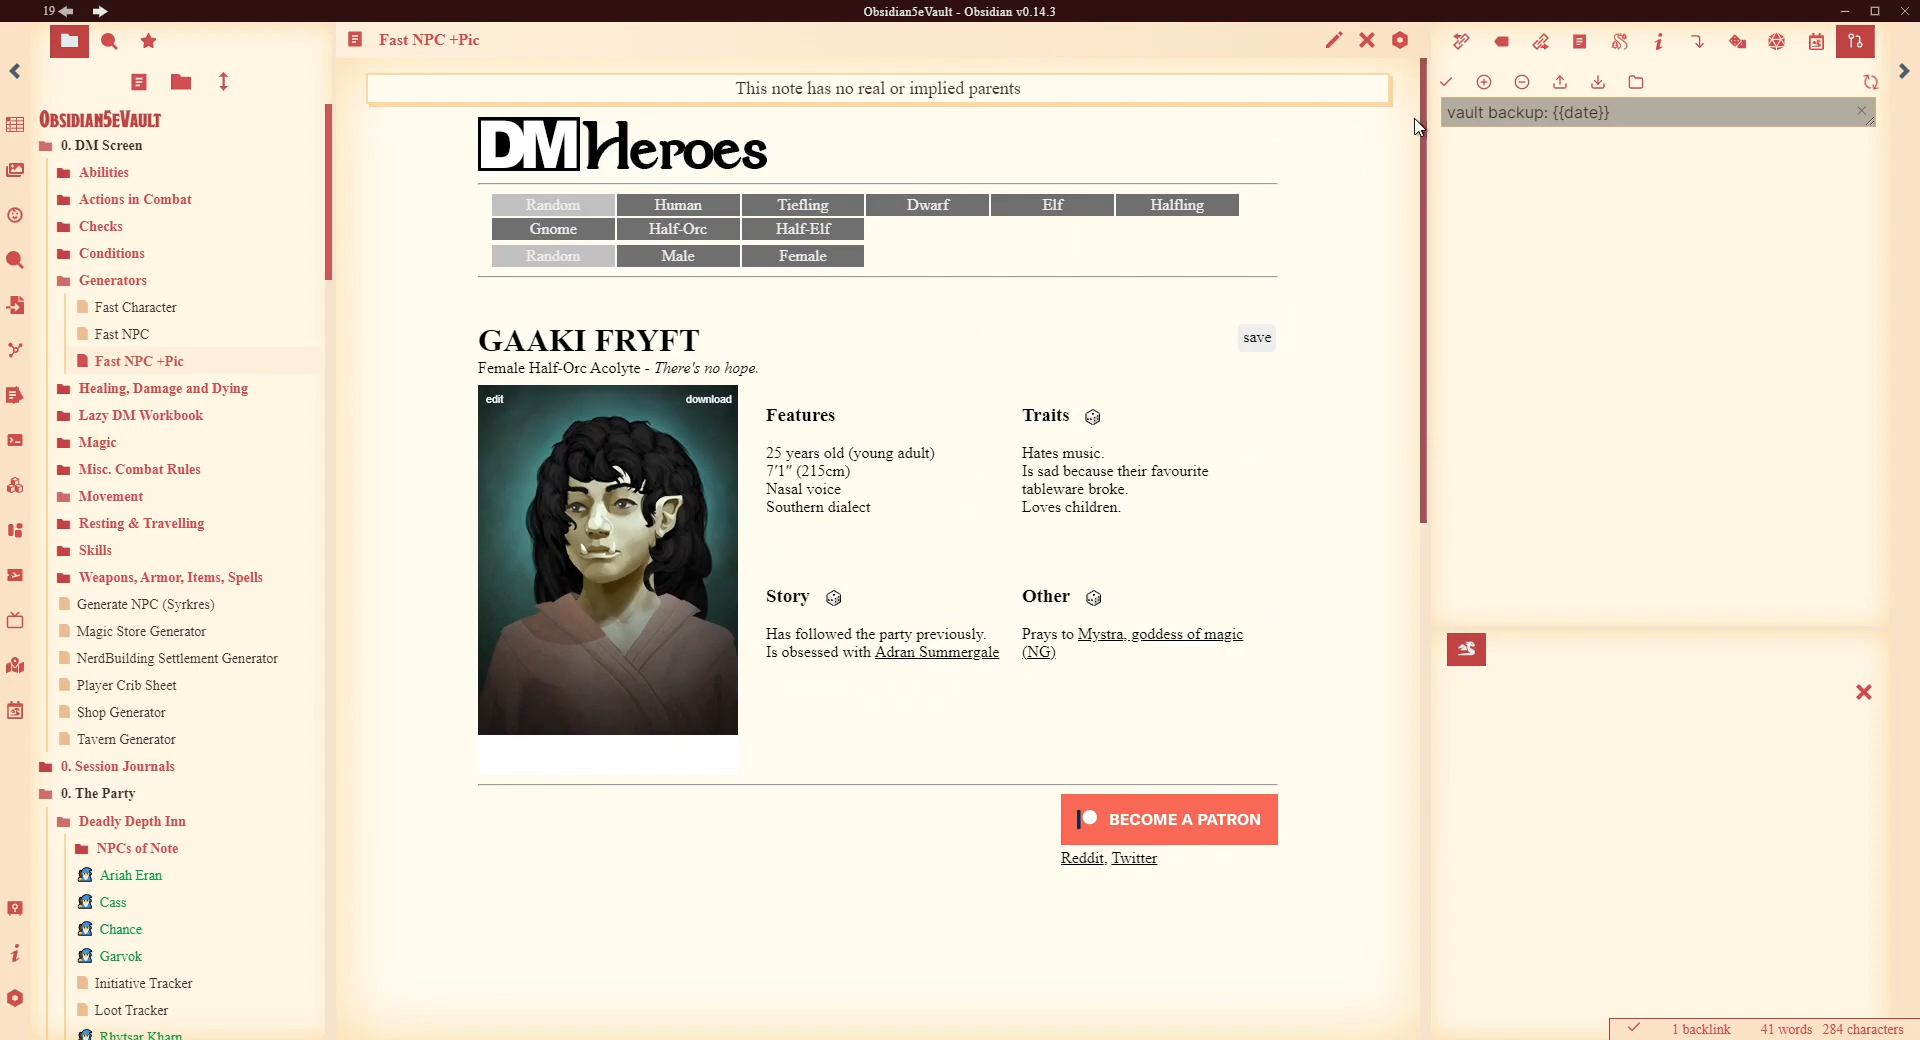 19
Obsidian5eVault - Obsidian v0.14.3
Fast NPC +Pic
This note has no real or implied parents
vault backup: {{date}}
Obsidian5eVault
0. DM Screen
Abilities
Actions in Combat
Checks
Conditions
Generators
Fast Character
Fast NPC
Fast NPC +Pic
Healing, Damage and Dying
Lazy DM Workbook
Magic
Misc. Combat Rules
Movement
Resting & Travelling
Skills
Weapons, Armor, Items, Spells
Generate NPC (Syrkres)
Magic Store Generator
NerdBuilding Settlement Generator
Player Crib Sheet
Shop Generator
Tavern Generator
0. Session Journals
0. The Party
Deadly Depth Inn
NPCs of Note
Ariah Eran
Cass
Chance
Garvok
Initiative Tracker
Loot Tracker
Rhytsar Kharn
DMHeroes
Random Human Tiefling Dwarf Elf Halfling
Gnome Half-Orc Half-Elf
Random Male Female
GAAKI FRYFT
save
Female Half-Orc Acolyte - There's no hope.
edit download
Features
25 years old (young adult)
7'1" (215cm)
Nasal voice
Southern dialect
Traits
Hates music.
Is sad because their favourite
tableware broke.
Loves children.
Story
Has followed the party previously.
Is obsessed with Adran Summergale
Other
Prays to Mystra, goddess of magic
(NG)
BECOME A PATRON
Reddit, Twitter
1 backlink 41 words 284 characters